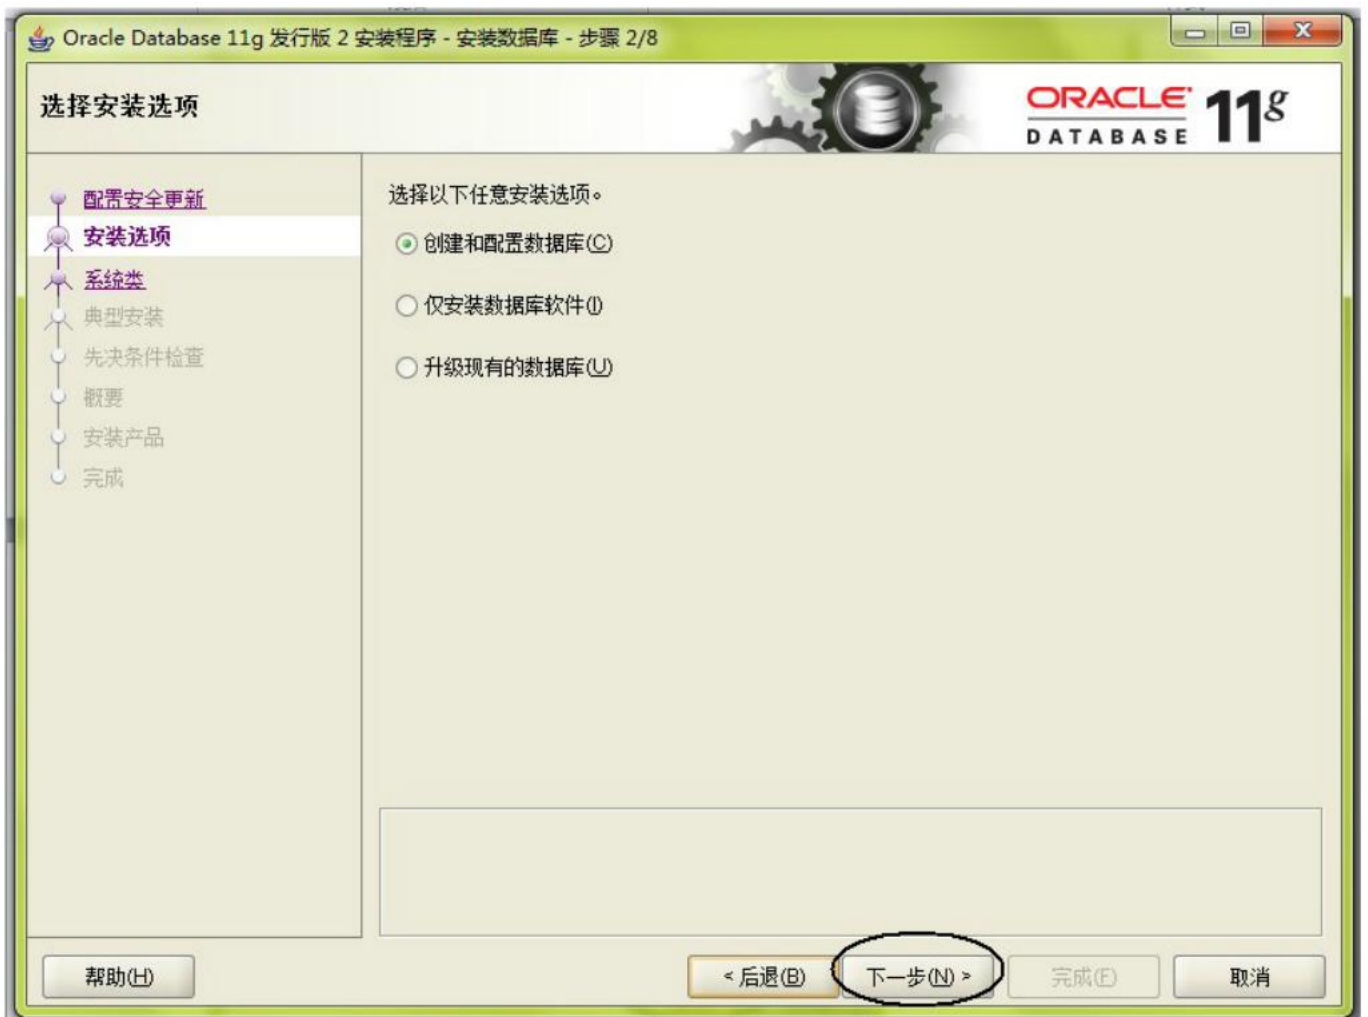 Oracle Database 11g 发行版 2 安装程序 - 安装数据库 - 步骤 2/8
选择安装选项
ORACLE 11g
DATABASE
配置安全更新
安装选项
系统类
典型安装
先决条件检查
概要
安装产品
完成
选择以下任意安装选项。
创建和配置数据库(C)
仅安装数据库软件(I)
升级现有的数据库(U)
帮助(H)
< 后退(B)
下一步(N) >
完成(F)
取消